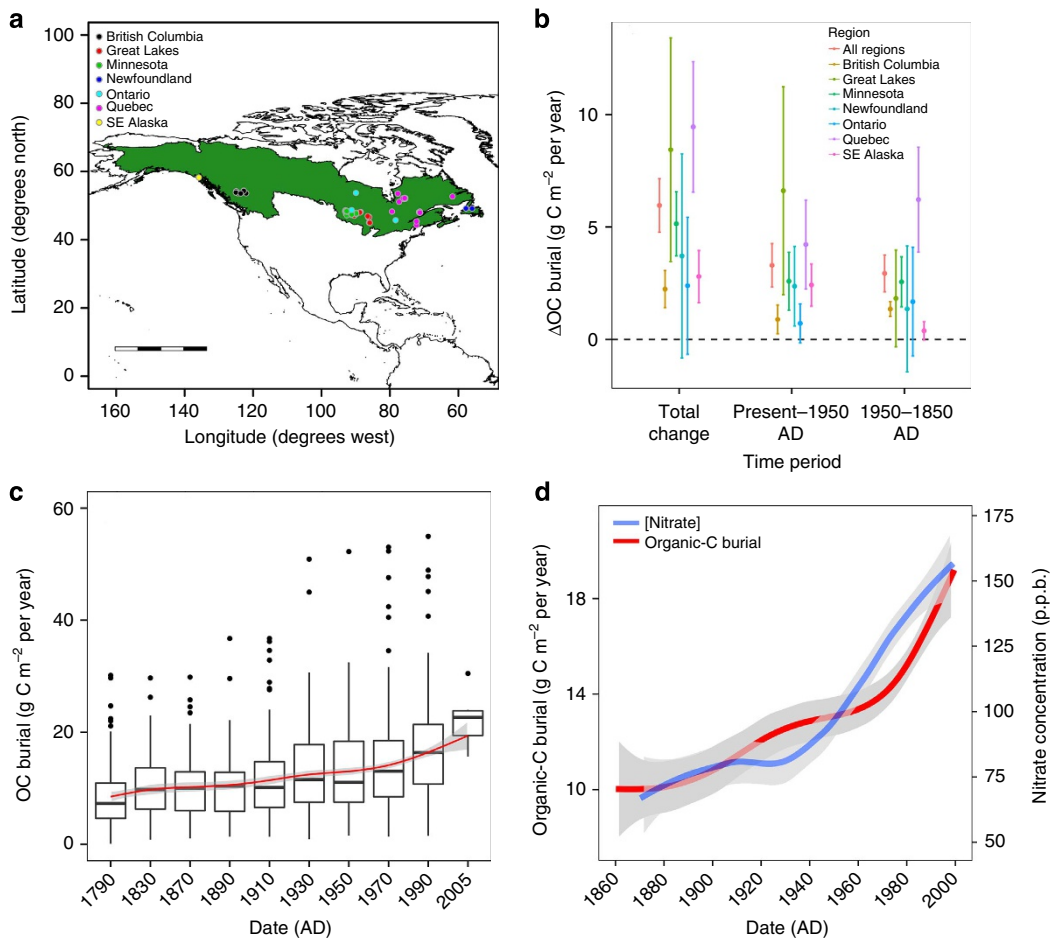 a
100
80
60
40
20
0
Latitude (degrees north)
British Columbia
Great Lakes
Minnesota
Newfoundland
Ontario
Quebec
SE Alaska
160 140 120 100 80 60
Longitude (degrees west)
b
10
5
0
ΔOC burial (g C m⁻² per year)
Region
All regions
British Columbia
Great Lakes
Minnesota
Newfoundland
Ontario
Quebec
SE Alaska
Total change
Present–1950 AD
1950–1850 AD
Time period
c
60
40
20
0
OC burial (g C m⁻² per year)
1790 1830 1870 1890 1910 1930 1950 1970 1990 2005
Date (AD)
d
[Nitrate]
Organic-C burial
18
14
10
Organic-C burial (g C m⁻² per year)
175
150
125
100
75
50
Nitrate concentration (p.p.b.)
1860 1880 1900 1920 1940 1960 1980 2000
Date (AD)